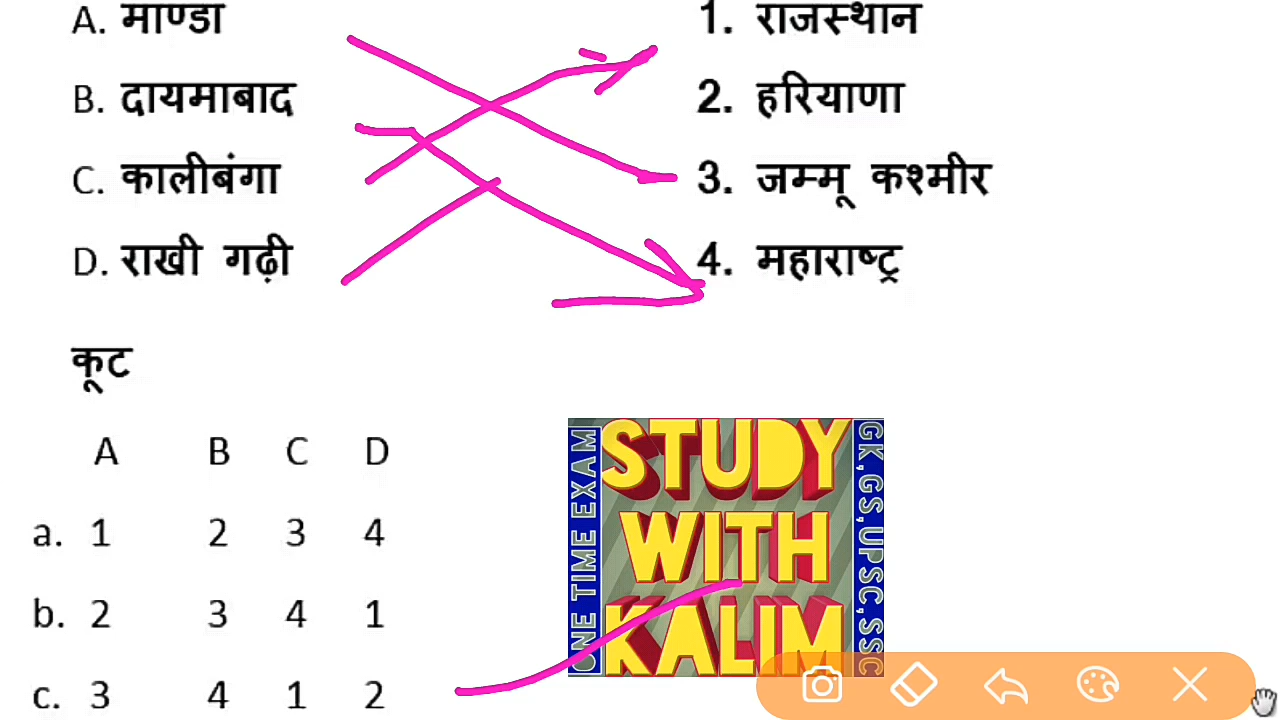 A. माण्डा 1. राजस्थान
B. दायमाबाद 2. हरियाणा
C. कालीबंगा 3. जम्मू कश्मीर
D. राखी गढ़ी 4. महाराष्ट्र
कूट
A B C D
a. 1 2 3 4
b. 2 3 4 1
c. 3 4 1 2
ONE TIME EXAM
STUDY
WITH
KALIM
GK,GS,UPSC,SSC